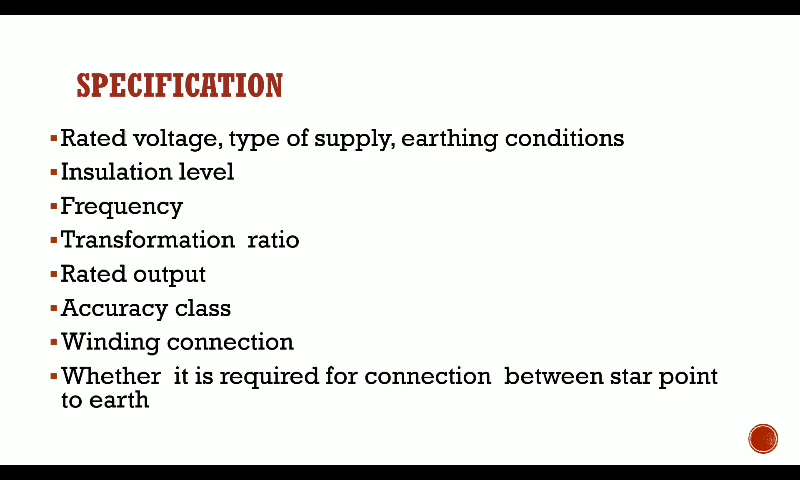 SPECIFICATION
▪Rated voltage, type of supply, earthing conditions
▪Insulation level
▪Frequency
▪Transformation ratio
▪Rated output
▪Accuracy class
▪Winding connection
▪Whether it is required for connection between star point
to earth